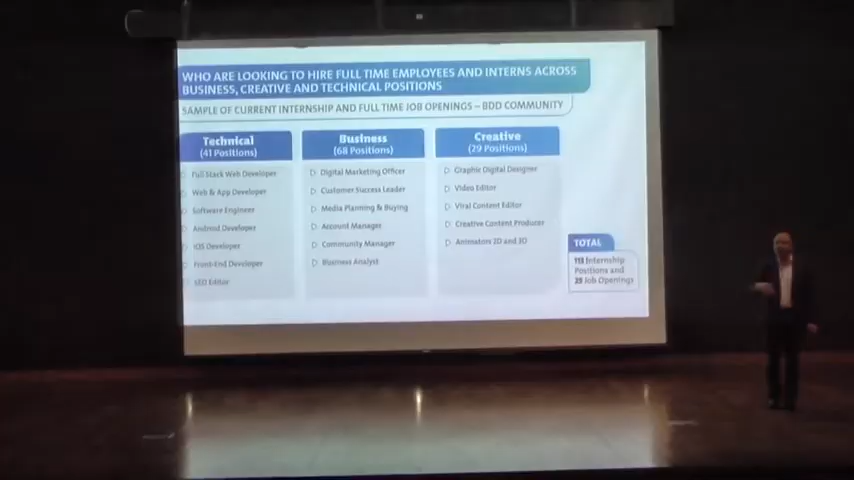 WHO ARE LOOKING TO HIRE FULL TIME EMPLOYEES AND INTERNS ACROSS
BUSINESS, CREATIVE AND TECHNICAL POSITIONS
SAMPLE OF CURRENT INTERNSHIP AND FULL TIME JOB OPENINGS – BDD COMMUNITY
Technical
(41 Positions)
Full Stack Web Developer
Web & App Developer
Software Engineer
Android Developer
iOS Developer
Front-End Developer
SEO Editor
Business
(68 Positions)
Digital Marketing Officer
Customer Success Leader
Media Planning & Buying
Account Manager
Community Manager
Business Analyst
Creative
(29 Positions)
Graphic Digital Designer
Video Editor
Viral Content Editor
Creative Content Producer
Animators 2D and 3D
TOTAL
113 Internship
Positions and
25 Job Openings